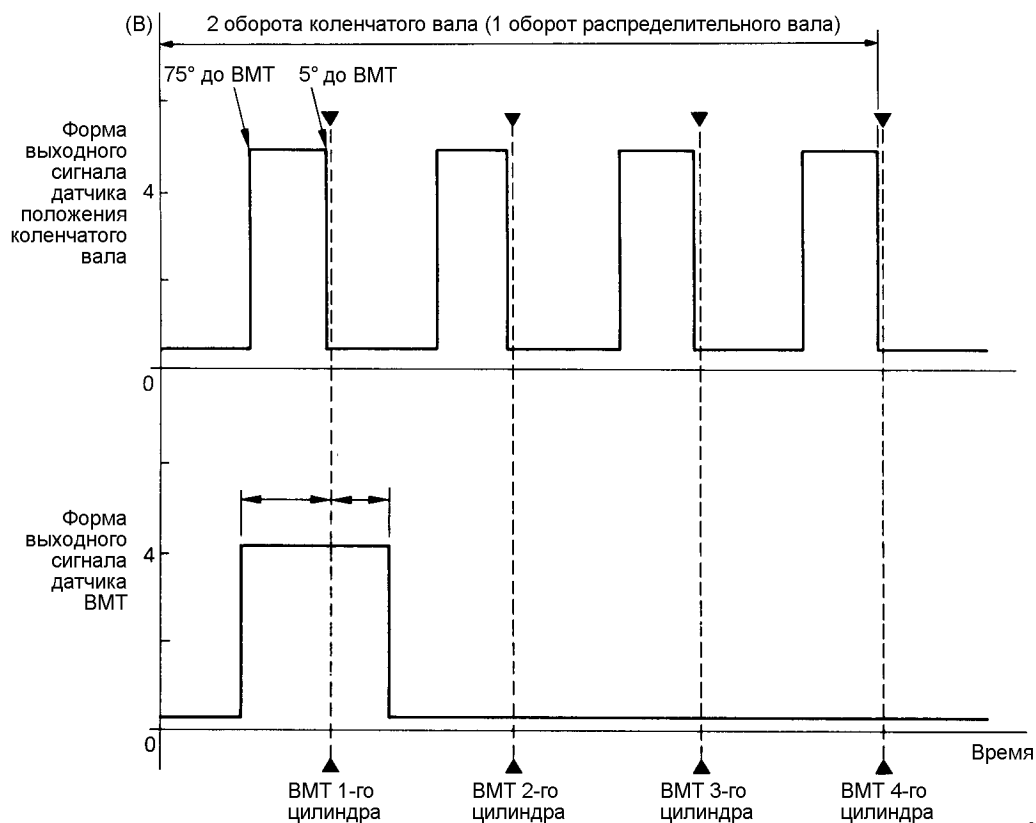 (В)
2 оборота коленчатого вала (1 оборот распределительного вала)
75° до ВМТ
5° до ВМТ
Форма
выходного
сигнала
датчика
положения
коленчатого
вала
4
0
Форма
выходного
сигнала
датчика
ВМТ
4
0
Время
ВМТ 1-го
цилиндра
ВМТ 2-го
цилиндра
ВМТ 3-го
цилиндра
ВМТ 4-го
цилиндра